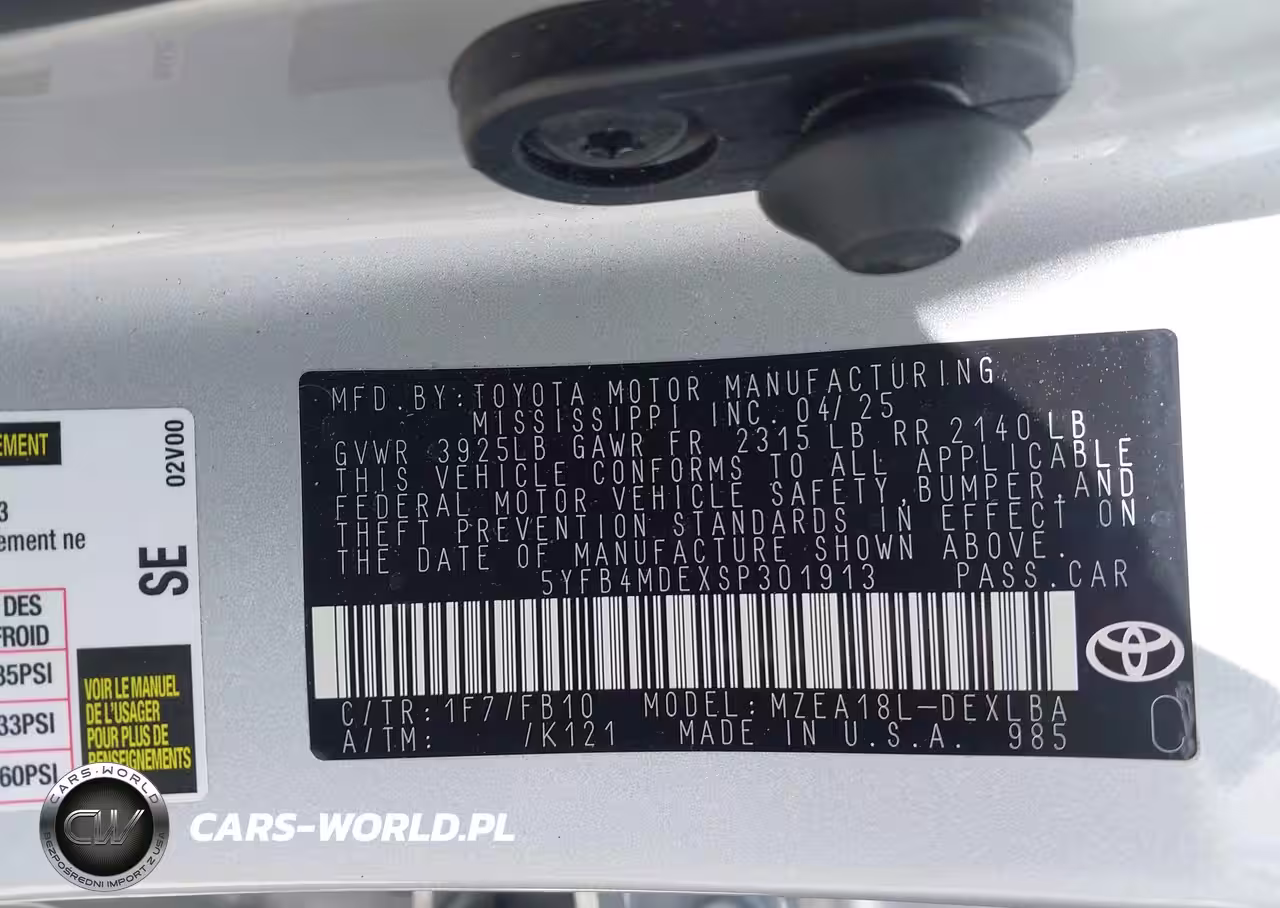 MFD.BY:TOYOTA MOTOR MANUFACTURING
MISSISSIPPI INC. 04/25
GVWR 3925LB GAWR FR 2315 LB RR 2140 LB
THIS VEHICLE CONFORMS TO ALL APPLICABLE
FEDERAL MOTOR VEHICLE SAFETY, BUMPER, AND
THEFT PREVENTION STANDARDS IN EFFECT ON
THE DATE OF MANUFACTURE SHOWN ABOVE.
5YFB4MDEXSP301913 PASS.CAR
C/TR: 1F7/FB10 MODEL: MZEA18L-DEXLBA
A/TM: /K121 MADE IN U.S.A. 985
EMENT
02V00
3
ement ne
SE
DES
FROID
35PSI
33PSI
60PSI
VOIR LE MANUEL
DE L'USAGER
POUR PLUS DE
RENSEIGNEMENTS
CARS-WORLD
CW
BEZPOŚREDNI IMPORT Z USA
CARS-WORLD.PL